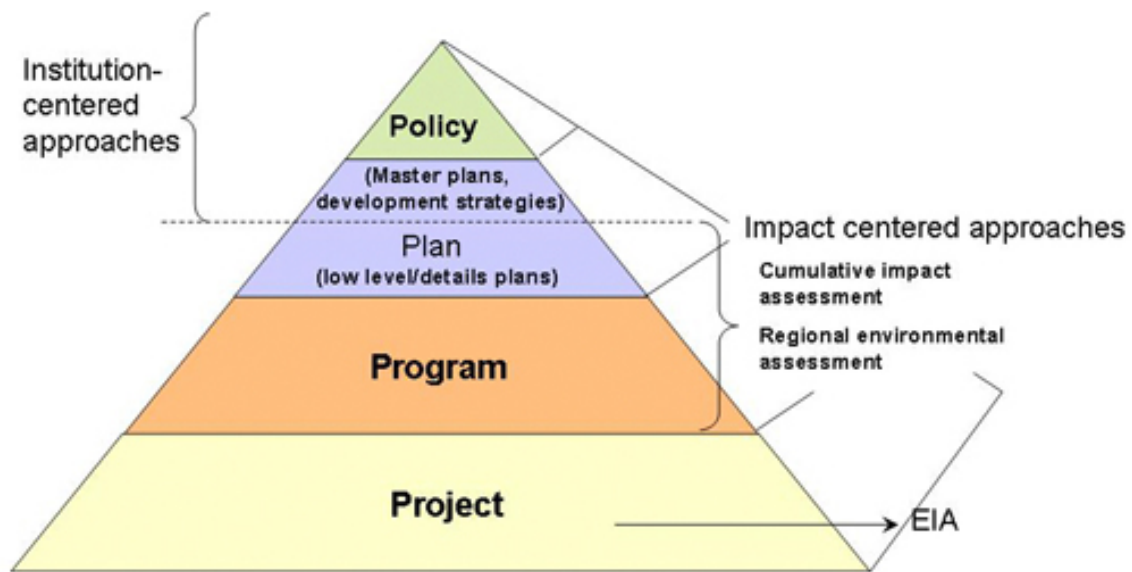 Institution-
centered
approaches
Policy
(Master plans,
development strategies)
Plan
(low level/details plans)
Impact centered approaches
Cumulative impact
assessment
Regional environmental
assessment
Program
Project
EIA